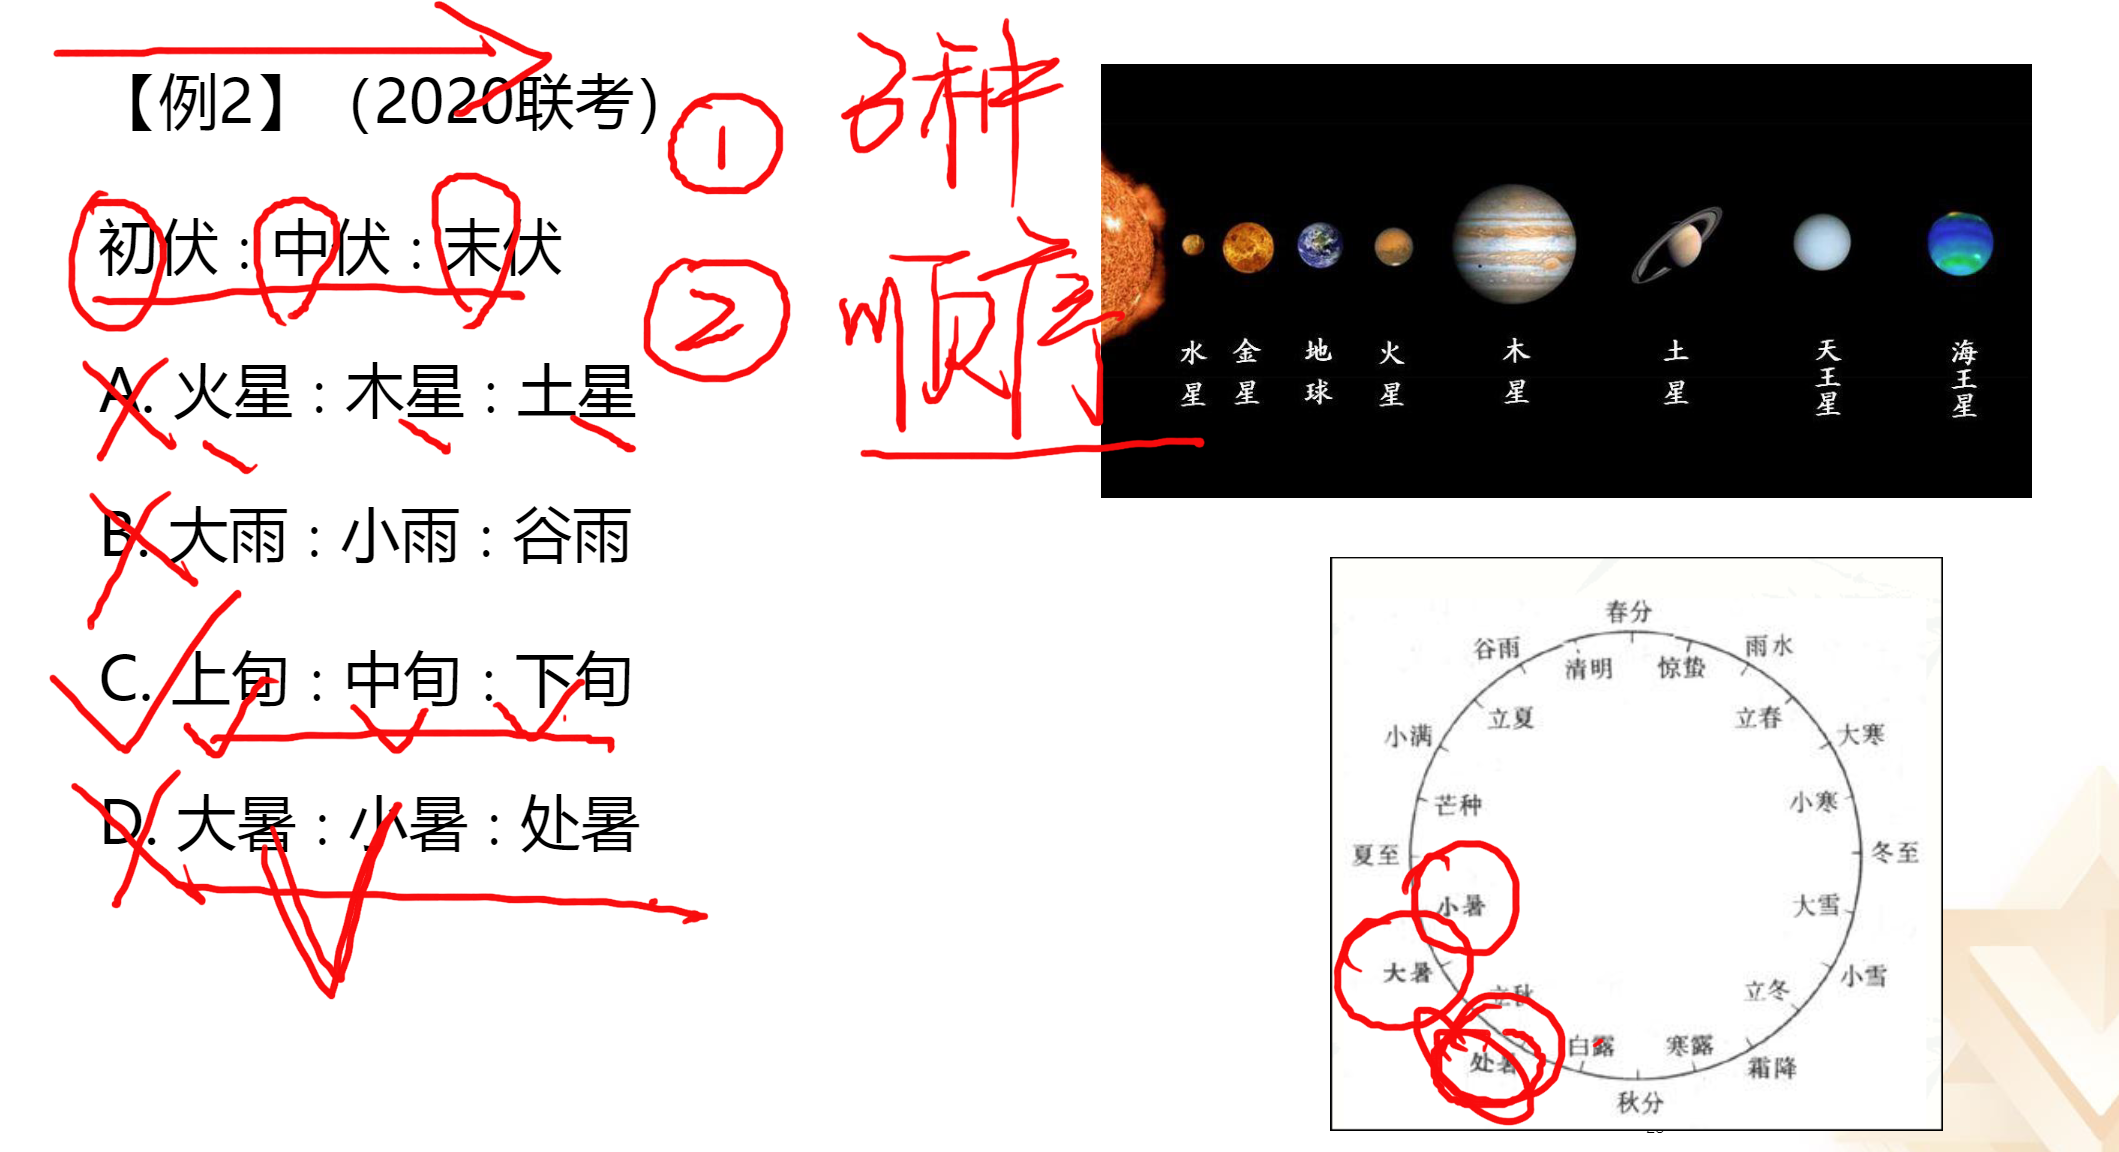 【例2】（2020联考）
初伏：中伏：末伏
A. 火星：木星：土星
B. 大雨：小雨：谷雨
C. 上旬：中旬：下旬
D. 大暑：小暑：处暑
① 3种
② 顺序
水星 金星 地球 火星 木星 土星 天王星 海王星
春分
谷雨 雨水
清明 惊蛰
立夏 立春
小满 大寒
芒种 小寒
夏至 冬至
小暑 大雪
大暑 小雪
立秋 立冬
处暑 白露 寒露 霜降
秋分